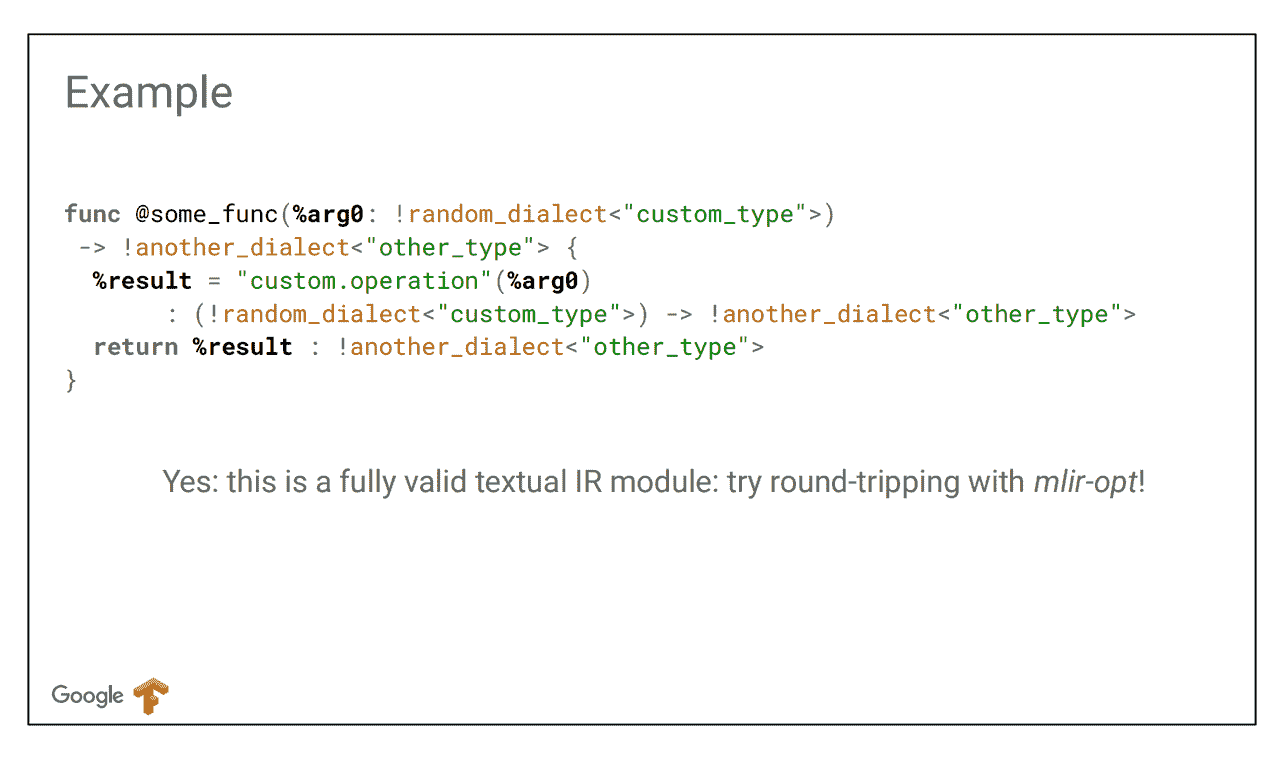 Example
func @some_func(%arg0: !random_dialect<"custom_type">)
 -> !another_dialect<"other_type"> {
  %result = "custom.operation"(%arg0)
       : (!random_dialect<"custom_type">) -> !another_dialect<"other_type">
  return %result : !another_dialect<"other_type">
}
Yes: this is a fully valid textual IR module: try round-tripping with mlir-opt!
Google